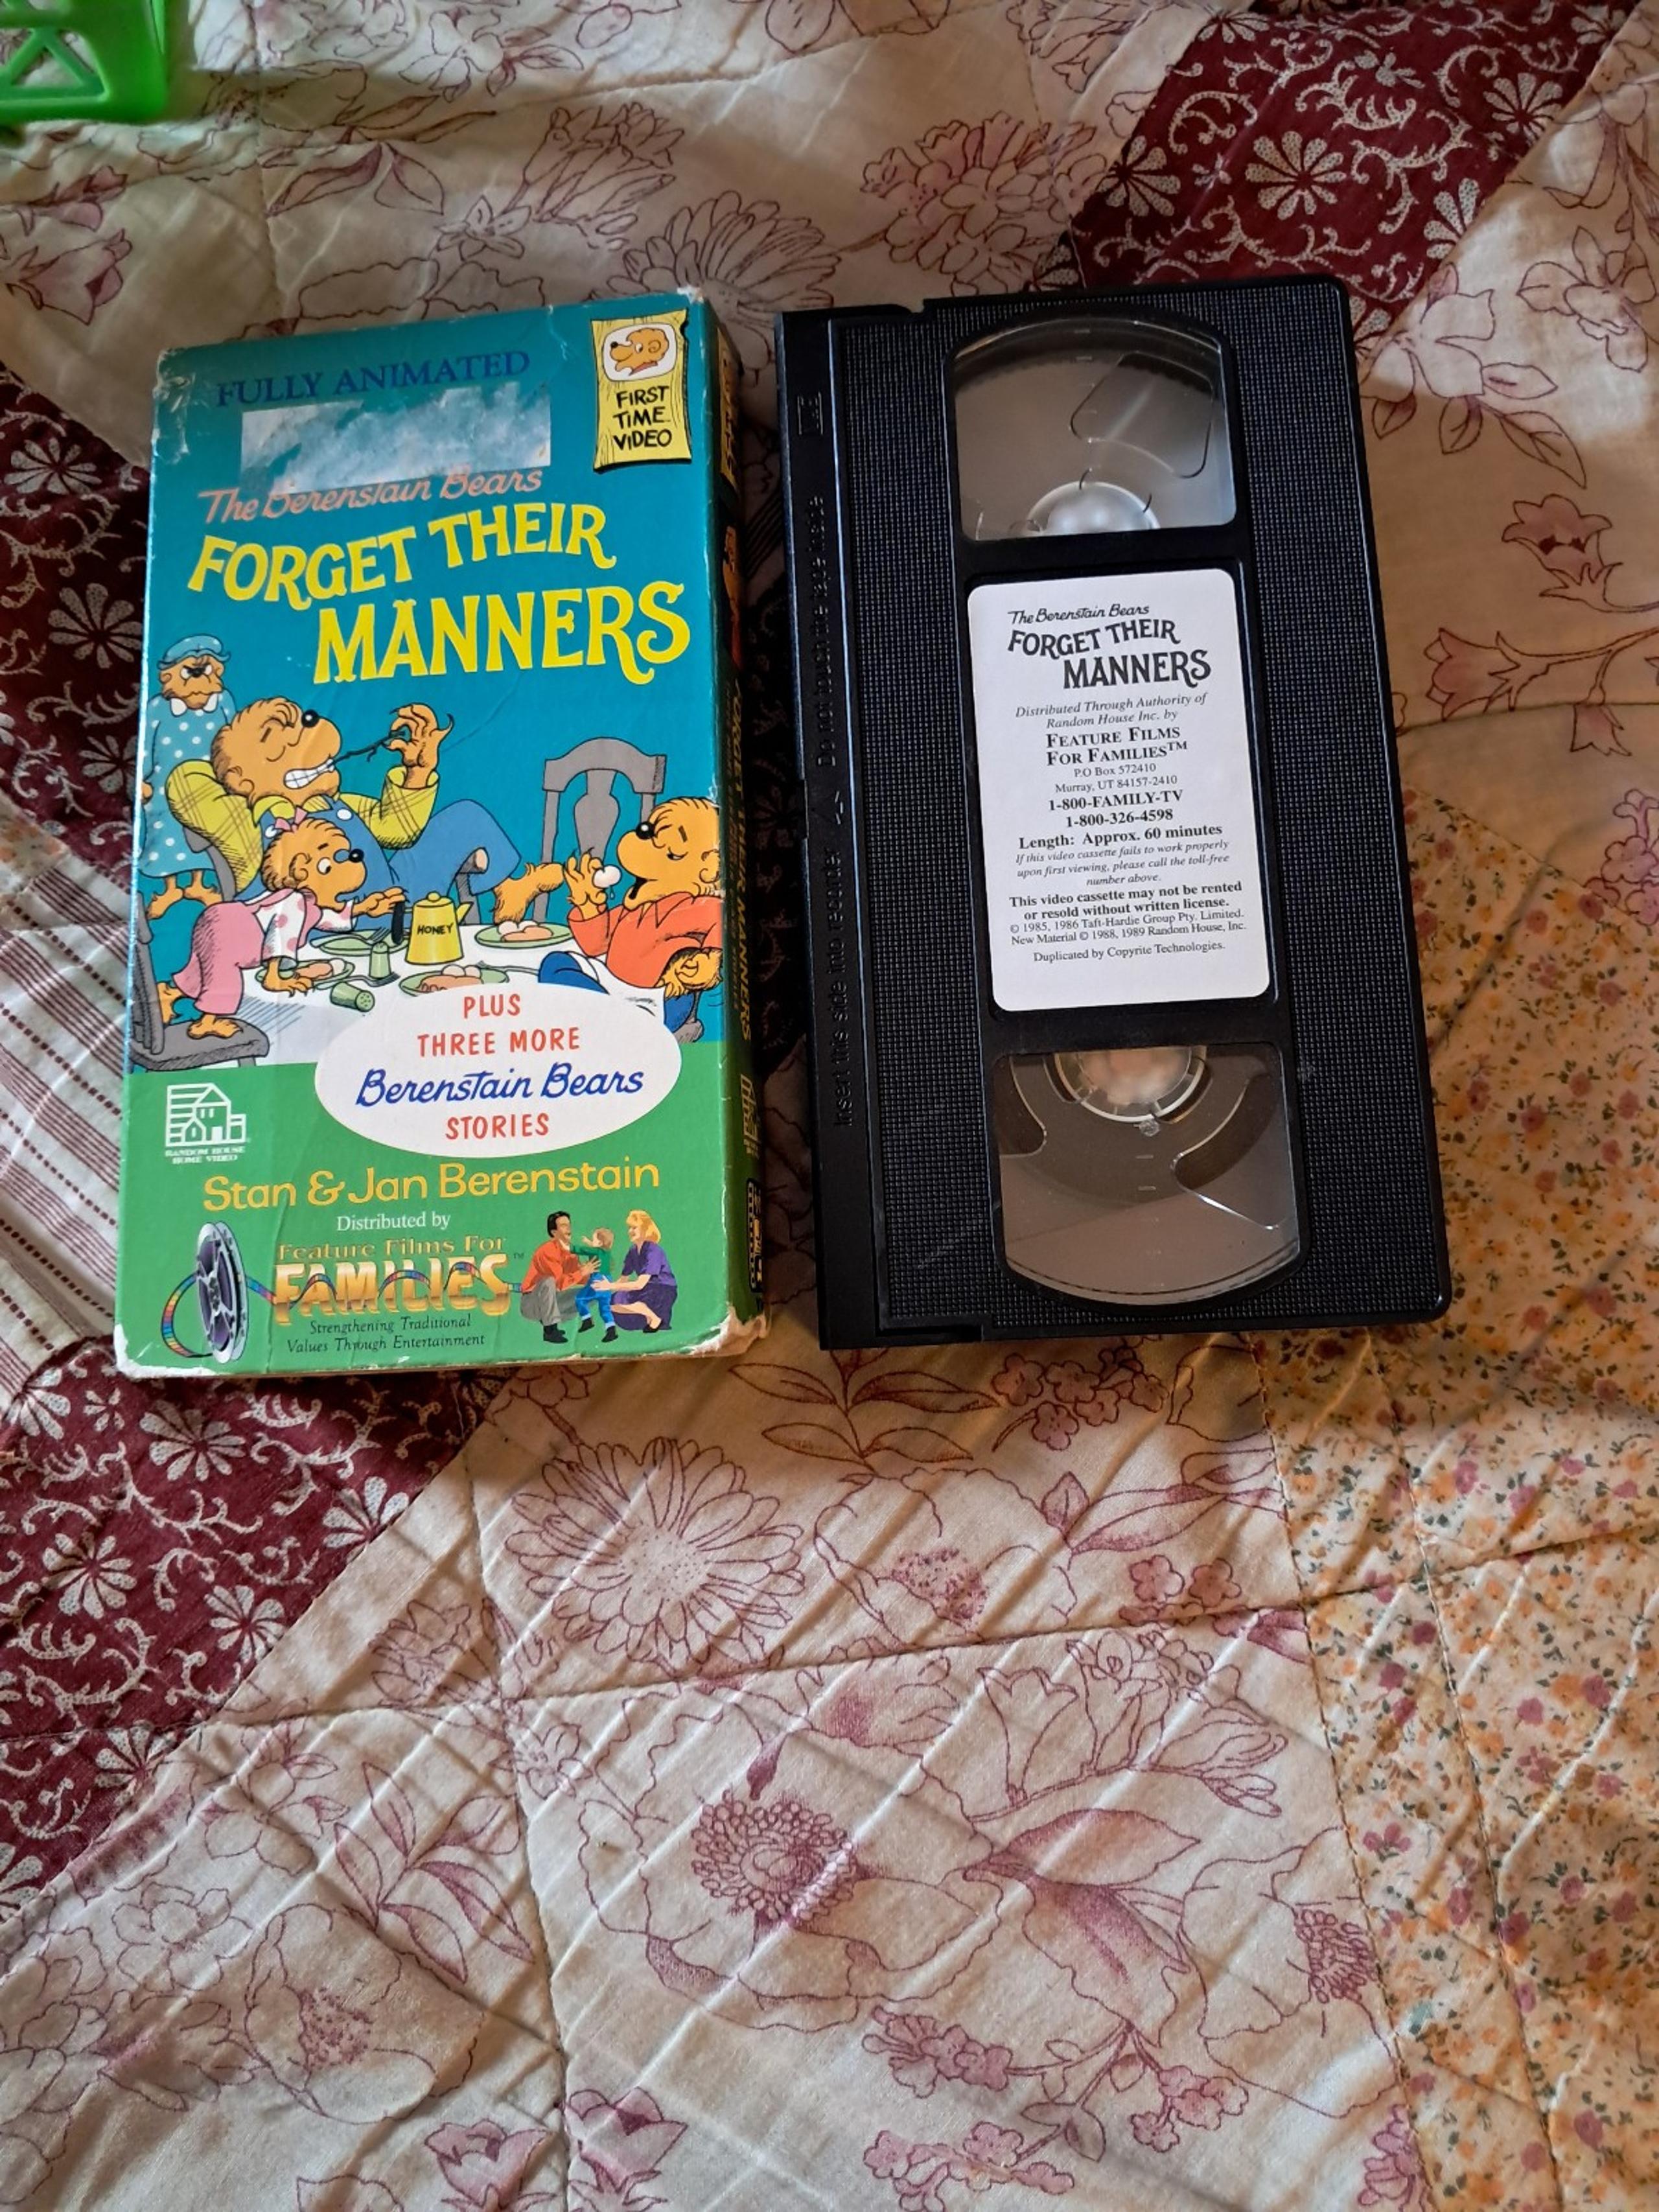 FULLY ANIMATED
FIRST
TIME
VIDEO
The Berenstain Bears
FORGET THEIR
MANNERS
HONEY
PLUS
THREE MORE
Berenstain Bears
STORIES
RANDOM HOUSE
HOME VIDEO
Stan & Jan Berenstain
Distributed by
Feature Films For
FAMILIES™
Strengthening Traditional
Values Through Entertainment
Do not touch the tape inside
Insert this side into recorder
The Berenstain Bears
FORGET THEIR
MANNERS
Distributed Through Authority of
Random House Inc. by
FEATURE FILMS
FOR FAMILIES™
P.O Box 572410
Murray, UT 84157-2410
1-800-FAMILY-TV
1-800-326-4598
Length: Approx. 60 minutes
If this video cassette fails to work properly
upon first viewing, please call the toll-free
number above.
This video cassette may not be rented
or resold without written license.
© 1985, 1986 Taft-Hardie Group Pty. Limited.
New Material © 1988, 1989 Random House, Inc.
Duplicated by Copyrite Technologies.